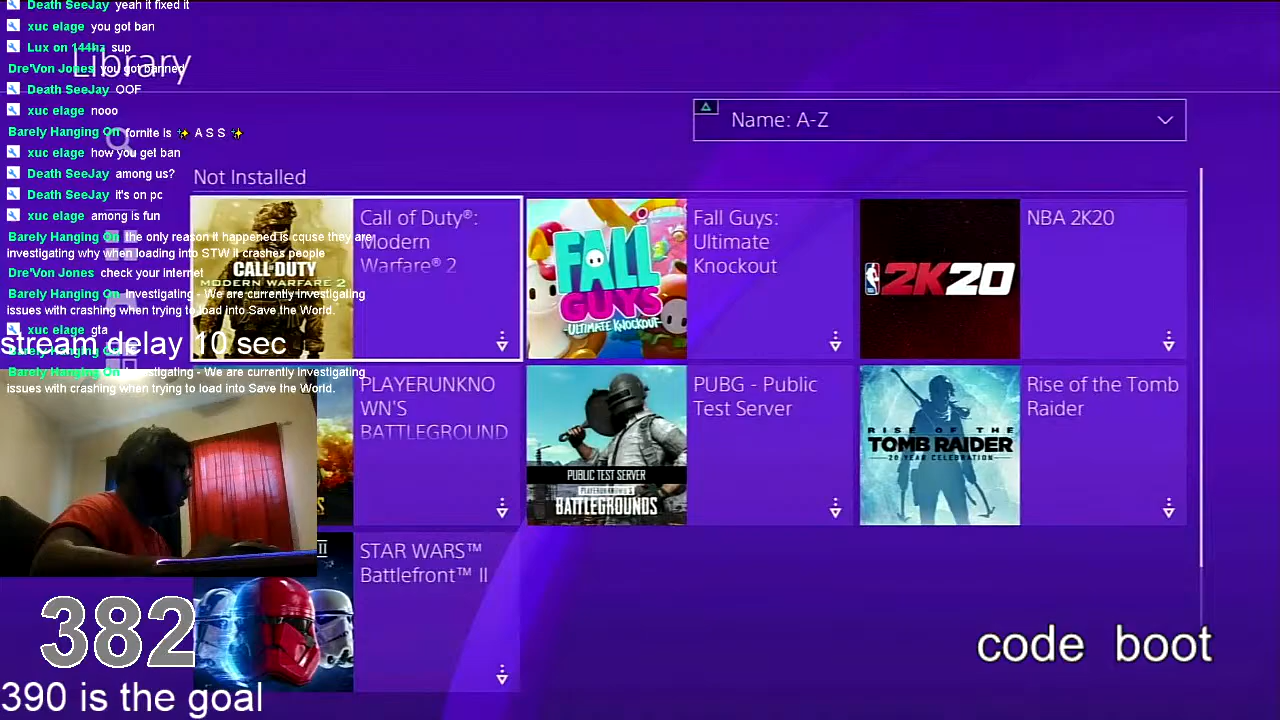 Death SeeJay yeah it fixed it
xuc elage you got ban
Lux on 144hz sup
Dre'Von Jones you got banned
Library
Death SeeJay OOF
xuc elage nooo
Name: A-Z
Barely Hanging On fornite is ✨ A S S ✨
xuc elage how you get ban
Death SeeJay among us?
Not Installed
Death SeeJay it's on pc
xuc elage among is fun
Barely Hanging On the only reason it happened is cquse they are
investigating why when loading into STW it crashes people
Dre'Von Jones check your internet
Barely Hanging On Investigating - We are currently investigating
issues with crashing when trying to load into Save the World.
xuc elage gta
stream delay 10 sec
Barely Hanging On
Barely Hanging On Investigating - We are currently investigating
issues with crashing when trying to load into Save the World.
CALL·DUTY
MODERN WARFARE 2
Call of Duty®:
Modern
Warfare® 2
FALL
GUYS
ULTIMATE KNOCKOUT
Fall Guys:
Ultimate
Knockout
2K20
NBA 2K20
PLAYERUNKNO
WN'S
BATTLEGROUND
PUBLIC TEST SERVER
PLAYERUNKNOWN'S
BATTLEGROUNDS
PUBG - Public
Test Server
RISE OF THE
TOMB RAIDER
20 YEAR CELEBRATION
Rise of the Tomb
Raider
II
STAR WARS™
Battlefront™ II
382
390 is the goal
code boot